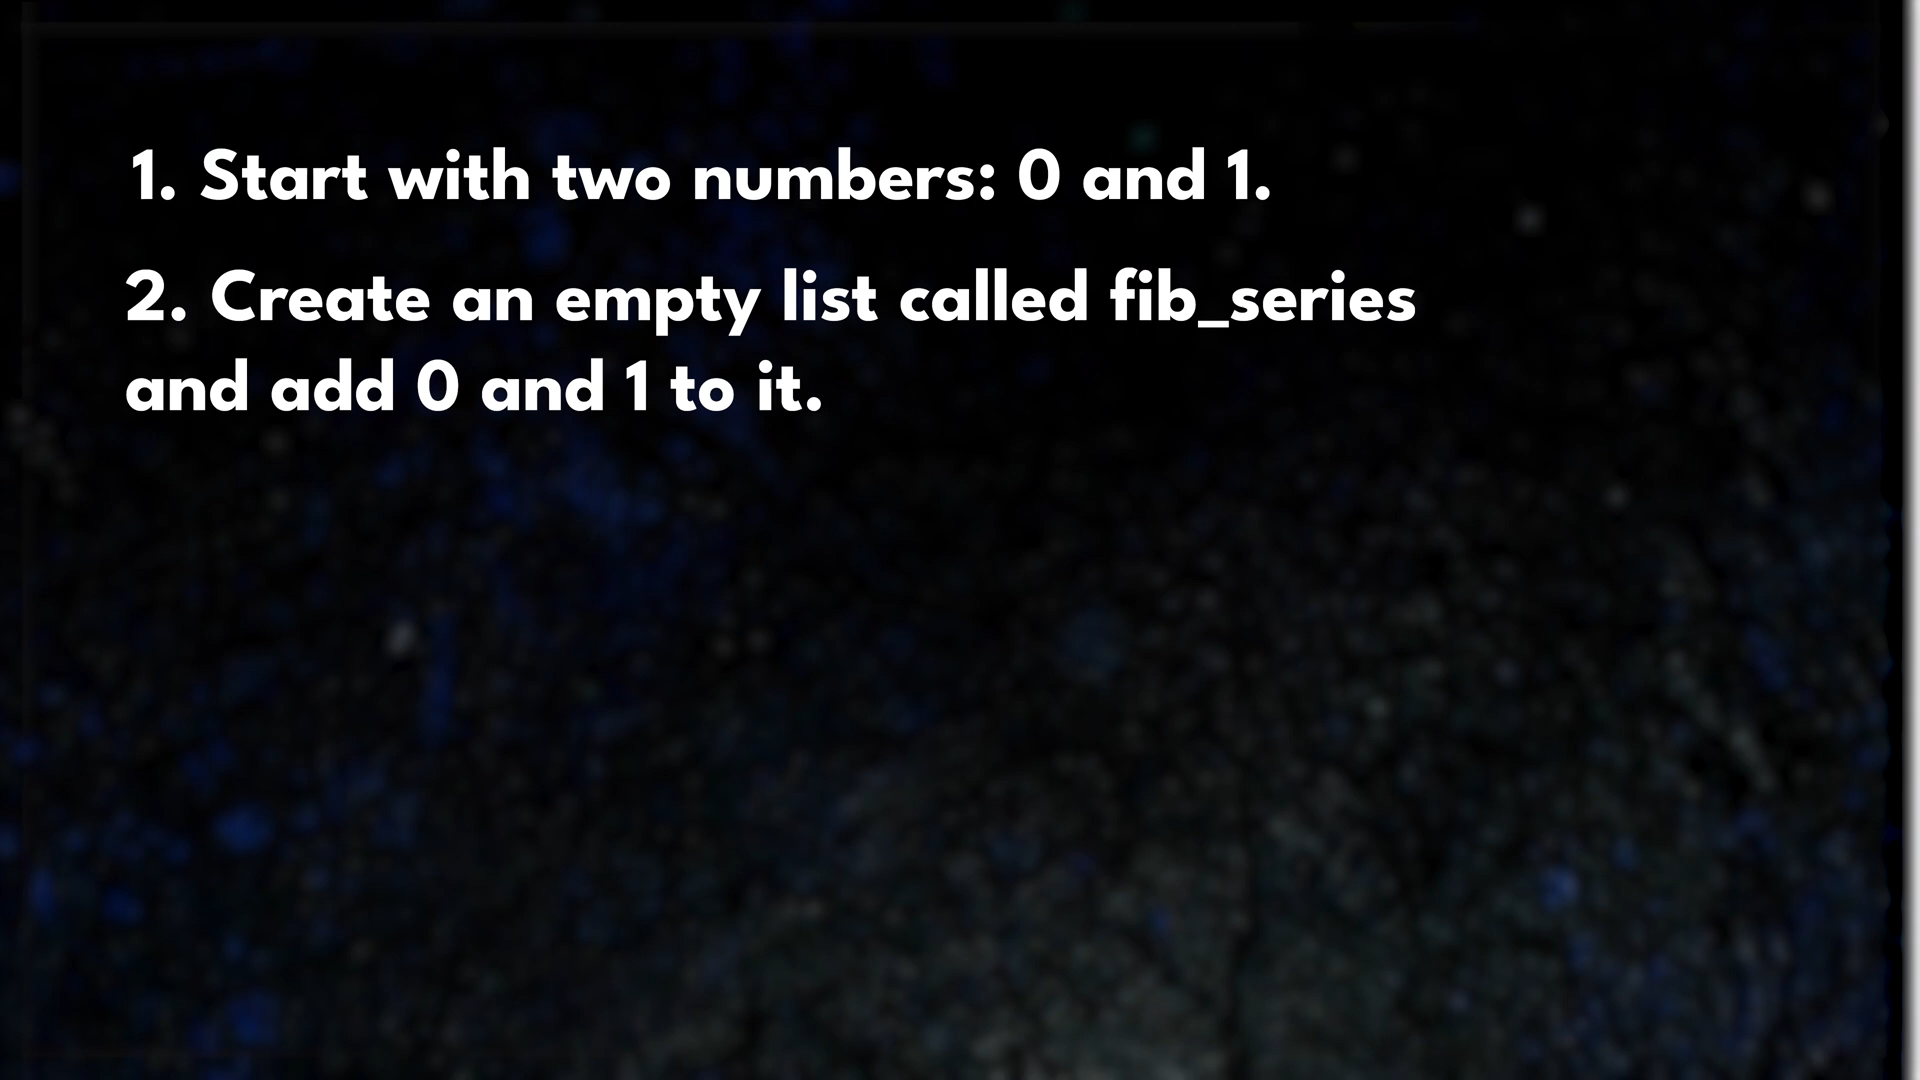 1. Start with two numbers: 0 and 1.
2. Create an empty list called fib_series
and add 0 and 1 to it.